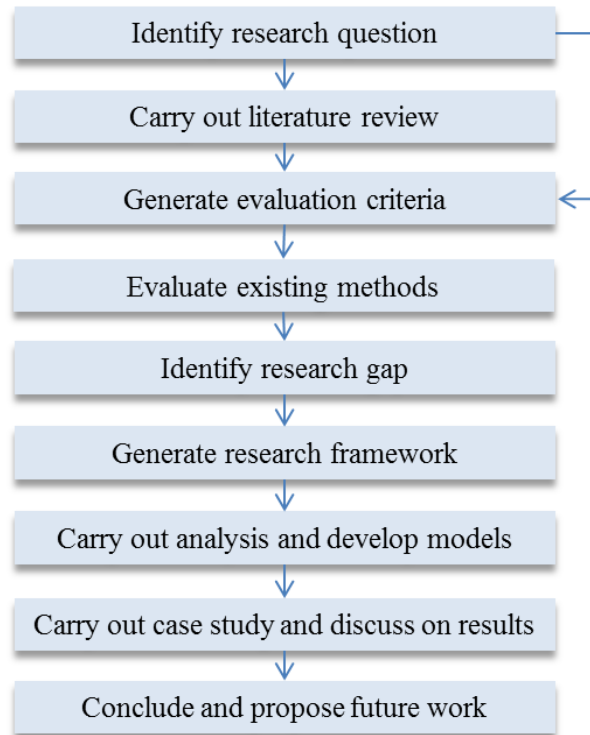 Identify research question
Carry out literature review
Generate evaluation criteria
Evaluate existing methods
Identify research gap
Generate research framework
Carry out analysis and develop models
Carry out case study and discuss on results
Conclude and propose future work